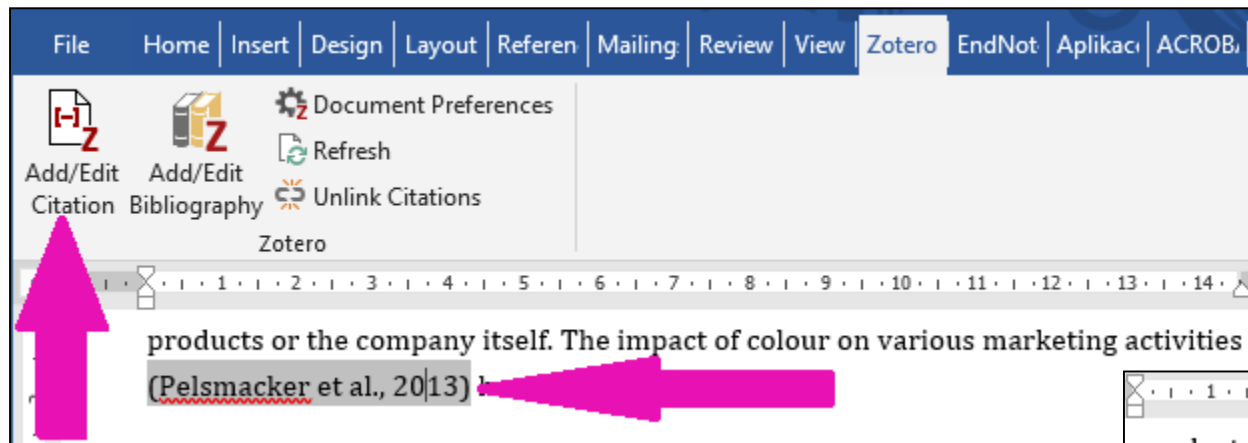 File Home Insert Design Layout Referen Mailing Review View Zotero EndNot Aplikac ACROBA
Document Preferences
Refresh
Unlink Citations
Add/Edit Citation
Add/Edit Bibliography
Zotero
1 2 3 4 5 6 7 8 9 10 11 12 13 14
products or the company itself. The impact of colour on various marketing activities
(Pelsmacker et al., 2013)
1